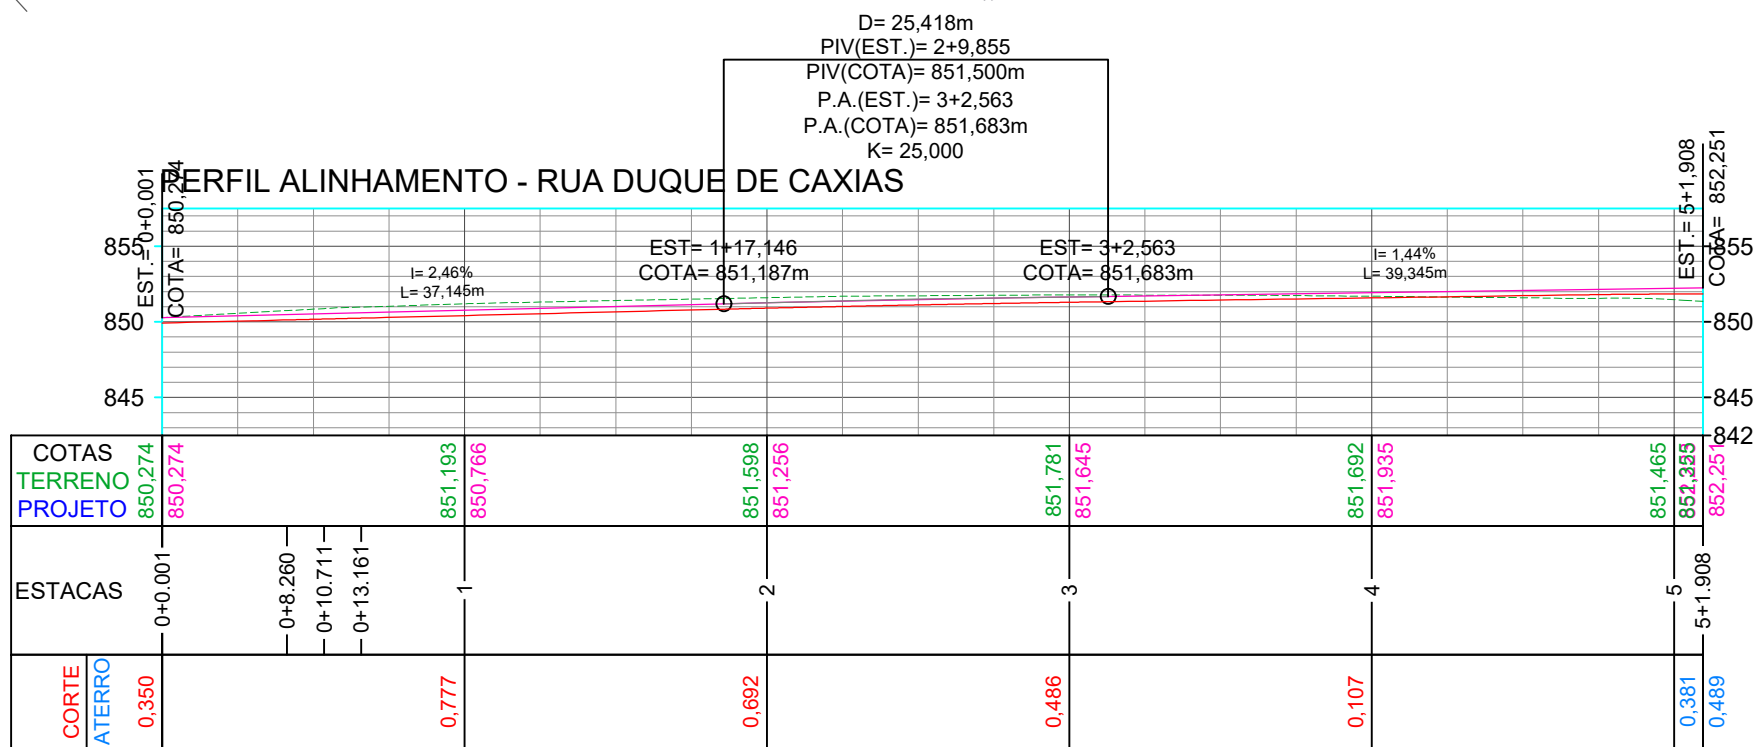 D= 25,418m
PIV(EST.)= 2+9,855
PIV(COTA)= 851,500m
P.A.(EST.)= 3+2,563
P.A.(COTA)= 851,683m
K= 25,000
PERFIL ALINHAMENTO - RUA DUQUE DE CAXIAS
EST.= 0+0,001
COTA= 850,274
EST.= 5+1,908
COTA= 852,251
EST= 1+17,146
COTA= 851,187m
EST= 3+2,563
COTA= 851,683m
I= 2,46%
L= 37,145m
I= 1,44%
L= 39,345m
855
855
850
850
845
845
842
COTAS
TERRENO
PROJETO
850,274
850,274
851,193
850,766
851,598
851,256
851,781
851,645
851,692
851,935
851,465
852,251
ESTACAS
0+0.001
0+8.260
0+10.711
0+13.161
1
2
3
4
5
5+1.908
CORTE
ATERRO
0,350
0,777
0,692
0,486
0,107
0,381
0,489